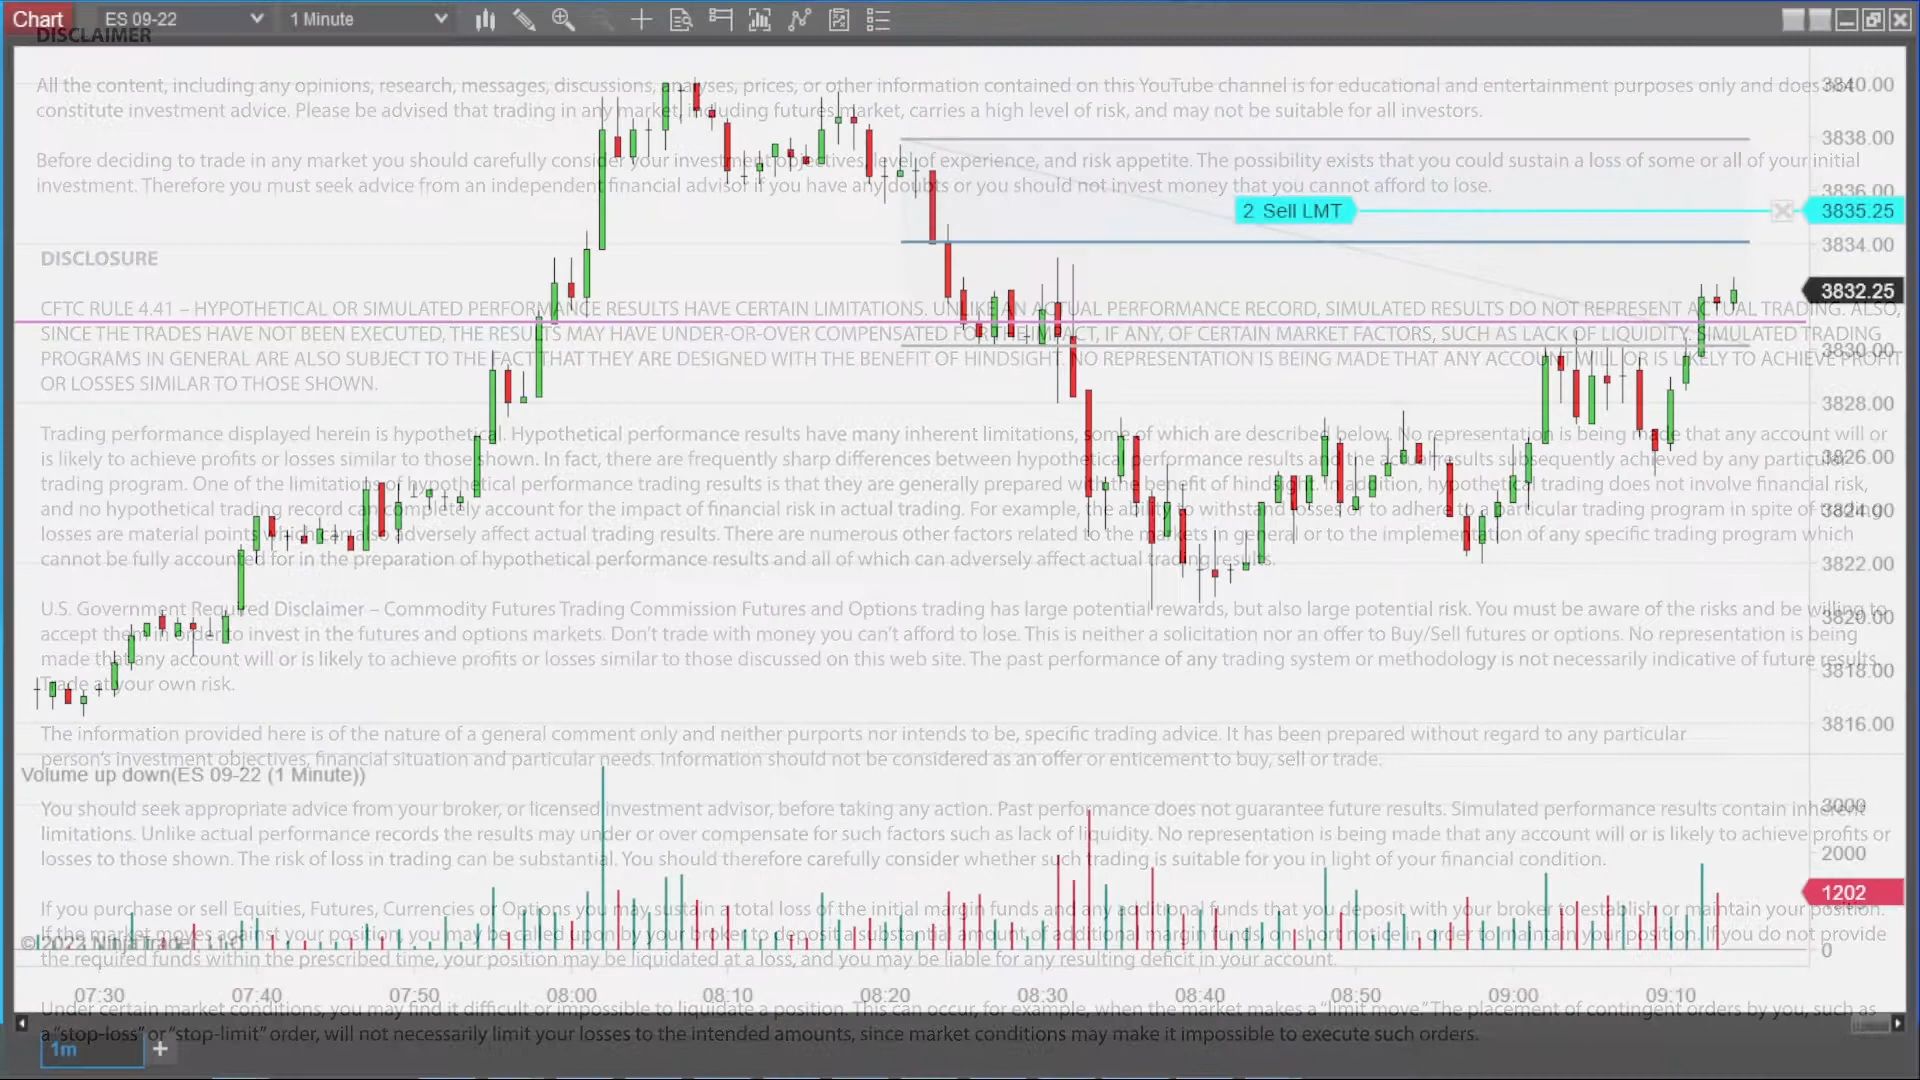 Chart ES 09-22 1 Minute
DISCLAIMER
All the content, including any opinions, research, messages, discussions, analyses, prices, or other information contained on this YouTube channel is for educational and entertainment purposes only and does
3840.00
constitute investment advice. Please be advised that trading in any market, including futures market, carries a high level of risk, and may not be suitable for all investors.
3838.00
Before deciding to trade in any market you should carefully consider your investment objectives, level of experience, and risk appetite. The possibility exists that you could sustain a loss of some or all of your initial
investment. Therefore you must seek advice from an independent financial advisor if you have any doubts or you should not invest money that you cannot afford to lose.
3836.00
2 Sell LMT
3835.25
3834.00
DISCLOSURE
3832.25
CFTC RULE 4.41 – HYPOTHETICAL OR SIMULATED PERFORMANCE RESULTS HAVE CERTAIN LIMITATIONS. UNLIKE AN ACTUAL PERFORMANCE RECORD, SIMULATED RESULTS DO NOT REPRESENT ACTUAL TRADING. ALSO,
SINCE THE TRADES HAVE NOT BEEN EXECUTED, THE RESULTS MAY HAVE UNDER-OR-OVER COMPENSATED FOR THE IMPACT, IF ANY, OF CERTAIN MARKET FACTORS, SUCH AS LACK OF LIQUIDITY, SIMULATED TRADING
3830.00
PROGRAMS IN GENERAL ARE ALSO SUBJECT TO THE FACT THAT THEY ARE DESIGNED WITH THE BENEFIT OF HINDSIGHT. NO REPRESENTATION IS BEING MADE THAT ANY ACCOUNT WILL OR IS LIKELY TO ACHIEVE PROFIT
OR LOSSES SIMILAR TO THOSE SHOWN.
3828.00
Trading performance displayed herein is hypothetical. Hypothetical performance results have many inherent limitations, some of which are described below. No representation is being made that any account will or
is likely to achieve profits or losses similar to those shown. In fact, there are frequently sharp differences between hypothetical performance results and the actual results subsequently achieved by any particular
3826.00
trading program. One of the limitations of hypothetical performance trading results is that they are generally prepared with the benefit of hindsight. In addition, hypothetical trading does not involve financial risk,
and no hypothetical trading record can completely account for the impact of financial risk in actual trading. For example, the ability to withstand losses or to adhere to a particular trading program in spite of
3824.00
losses are material points which can also adversely affect actual trading results. There are numerous other factors related to the markets in general or to the implementation of any specific trading program which
cannot be fully accounted for in the preparation of hypothetical performance results and all of which can adversely affect actual trading results.
3822.00
U.S. Government Required Disclaimer – Commodity Futures Trading Commission Futures and Options trading has large potential rewards, but also large potential risk. You must be aware of the risks and be willing to
3820.00
accept them in order to invest in the futures and options markets. Don't trade with money you can't afford to lose. This is neither a solicitation nor an offer to Buy/Sell futures or options. No representation is being
made that any account will or is likely to achieve profits or losses similar to those discussed on this web site. The past performance of any trading system or methodology is not necessarily indicative of future results.
3818.00
Trade at your own risk.
3816.00
The information provided here is of the nature of a general comment only and neither purports nor intends to be, specific trading advice. It has been prepared without regard to any particular
person's investment objectives, financial situation and particular needs. Information should not be considered as an offer or enticement to buy, sell or trade.
Volume up down(ES 09-22 (1 Minute))
You should seek appropriate advice from your broker, or licensed investment advisor, before taking any action. Past performance does not guarantee future results. Simulated performance results contain inherent
3000
limitations. Unlike actual performance records the results may under or over compensate for such factors such as lack of liquidity. No representation is being made that any account will or is likely to achieve profits or
losses to those shown. The risk of loss in trading can be substantial. You should therefore carefully consider whether such trading is suitable for you in light of your financial condition.
2000
1202
If you purchase or sell Equities, Futures, Currencies or Options you may sustain a total loss of the initial margin funds and any additional funds that you deposit with your broker to establish or maintain your position.
If the market moves against your position, you may be called upon by your broker to deposit a substantial amount of additional margin funds, on short notice in order to maintain your position. If you do not provide
© 2022 NinjaTrader, LLC
0
the required funds within the prescribed time, your position may be liquidated at a loss, and you may be liable for any resulting deficit in your account.
07:30 07:40 07:50 08:00 08:10 08:20 08:30 08:40 08:50 09:00 09:10
Under certain market conditions, you may find it difficult or impossible to liquidate a position. This can occur, for example, when the market makes a "limit move." The placement of contingent orders by you, such as
a "stop-loss" or "stop-limit" order, will not necessarily limit your losses to the intended amounts, since market conditions may make it impossible to execute such orders.
1m +